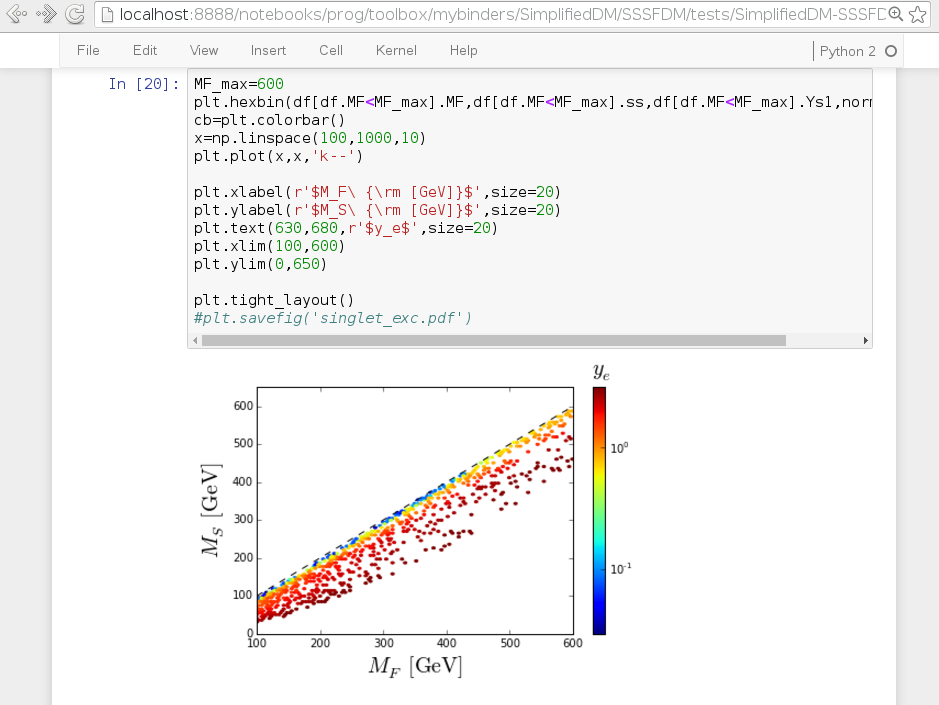 localhost:8888/notebooks/prog/toolbox/mybinders/SimplifiedDM/SSSFDM/tests/SimplifiedDM-SSSFD
File Edit View Insert Cell Kernel Help Python 2
In [20]: MF_max=600
plt.hexbin(df[df.MF<MF_max].MF,df[df.MF<MF_max].ss,df[df.MF<MF_max].Ys1,norm
cb=plt.colorbar()
x=np.linspace(100,1000,10)
plt.plot(x,x,'k--')
plt.xlabel(r'$M_F\ {\rm [GeV]}$',size=20)
plt.ylabel(r'$M_S\ {\rm [GeV]}$',size=20)
plt.text(630,680,r'$y_e$',size=20)
plt.xlim(100,600)
plt.ylim(0,650)
plt.tight_layout()
#plt.savefig('singlet_exc.pdf')
y_e
600
500
400
300
200
100
0
M_S [GeV]
100 200 300 400 500 600
M_F [GeV]
10⁰
10⁻¹